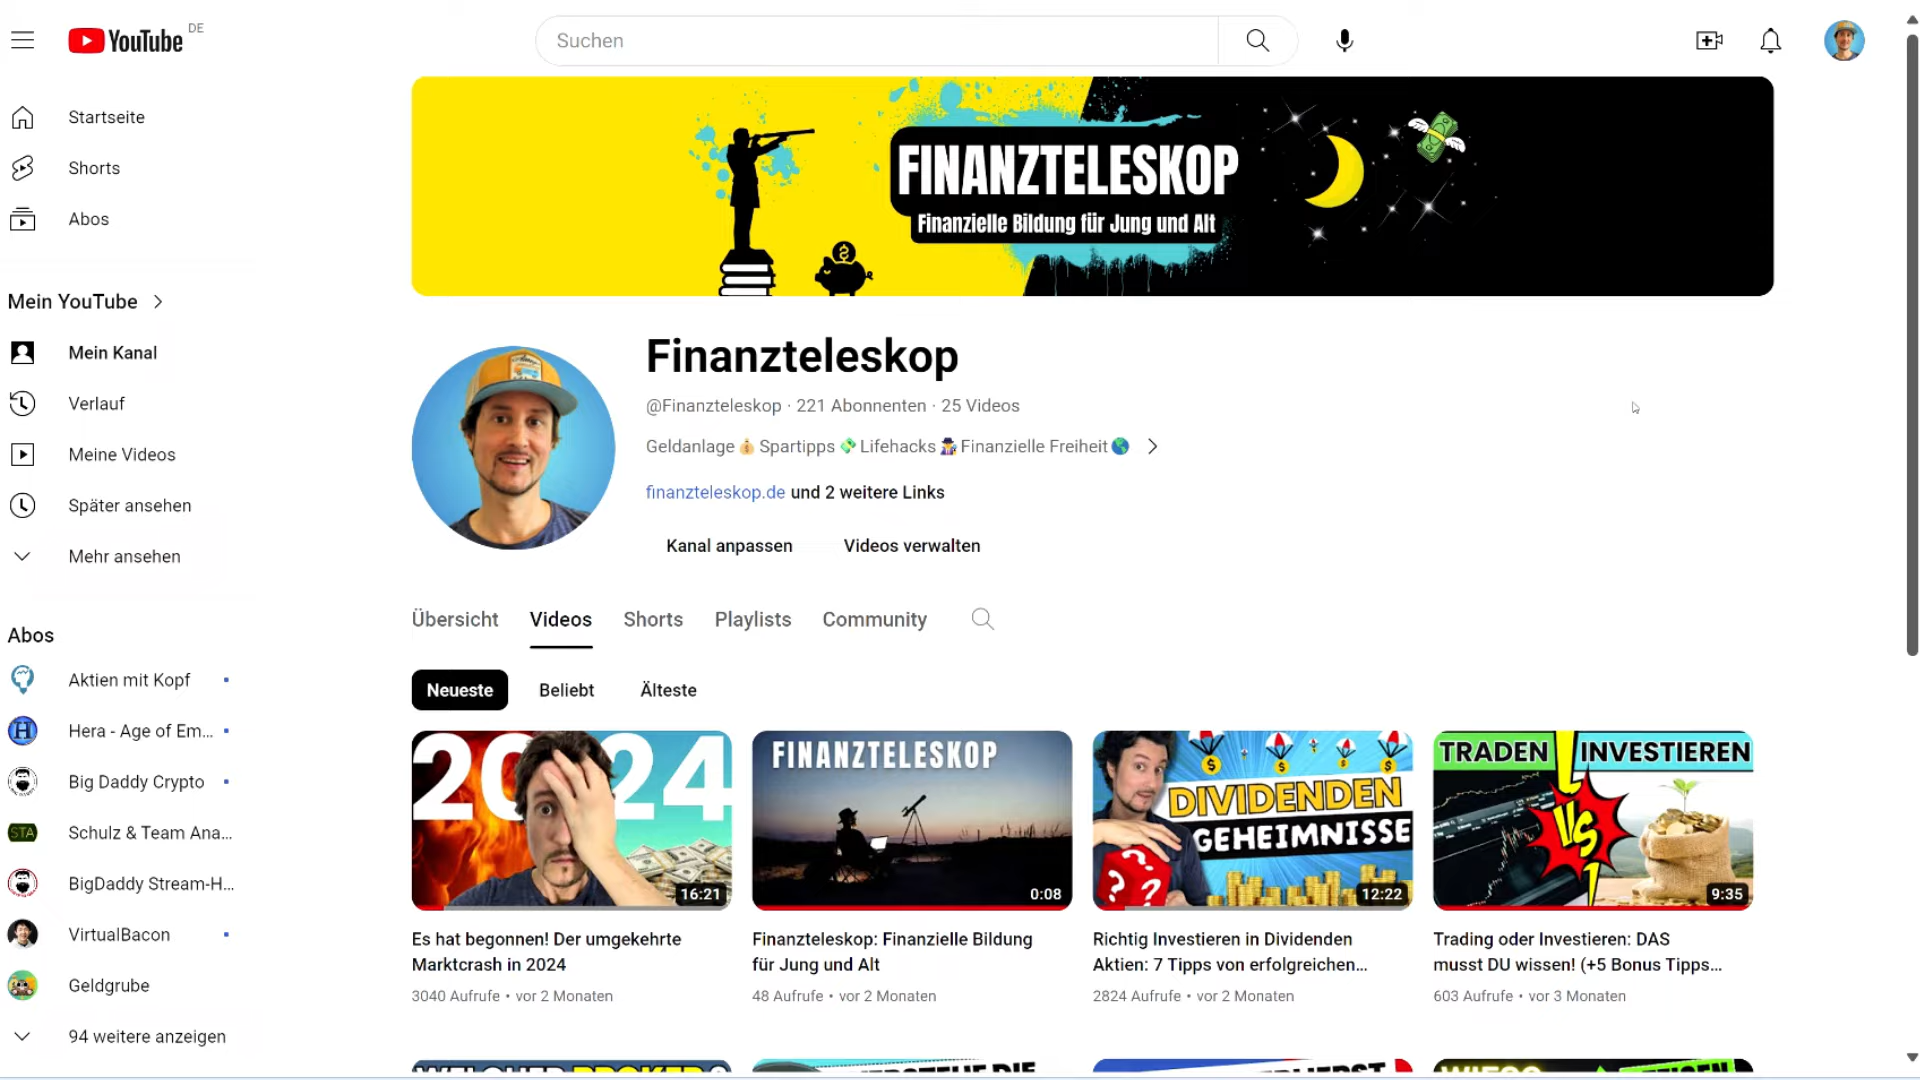 YouTube DE
Suchen
Startseite
Shorts
Abos
Mein YouTube
Mein Kanal
Verlauf
Meine Videos
Später ansehen
Mehr ansehen
Abos
Aktien mit Kopf
H
Hera - Age of Em...
Big Daddy Crypto
STA
Schulz & Team Ana...
BigDaddy Stream-H...
VirtualBacon
Geldgrube
94 weitere anzeigen
FINANZTELESKOP
Finanzielle Bildung für Jung und Alt
Finanzteleskop
@Finanzteleskop · 221 Abonnenten · 25 Videos
Geldanlage 💰 Spartipps 💸 Lifehacks 🕵️ Finanzielle Freiheit 🌎
finanzteleskop.de und 2 weitere Links
Kanal anpassen Videos verwalten
Übersicht Videos Shorts Playlists Community
Neueste Beliebt Älteste
2024
16:21
Es hat begonnen! Der umgekehrte
Marktcrash in 2024
3040 Aufrufe • vor 2 Monaten
FINANZTELESKOP
0:08
Finanzteleskop: Finanzielle Bildung
für Jung und Alt
48 Aufrufe • vor 2 Monaten
DIVIDENDEN
GEHEIMNISSE
12:22
Richtig Investieren in Dividenden
Aktien: 7 Tipps von erfolgreichen...
2824 Aufrufe • vor 2 Monaten
TRADEN INVESTIEREN
VS
9:35
Trading oder Investieren: DAS
musst DU wissen! (+5 Bonus Tipps...
603 Aufrufe • vor 3 Monaten
WELCHER BROKER